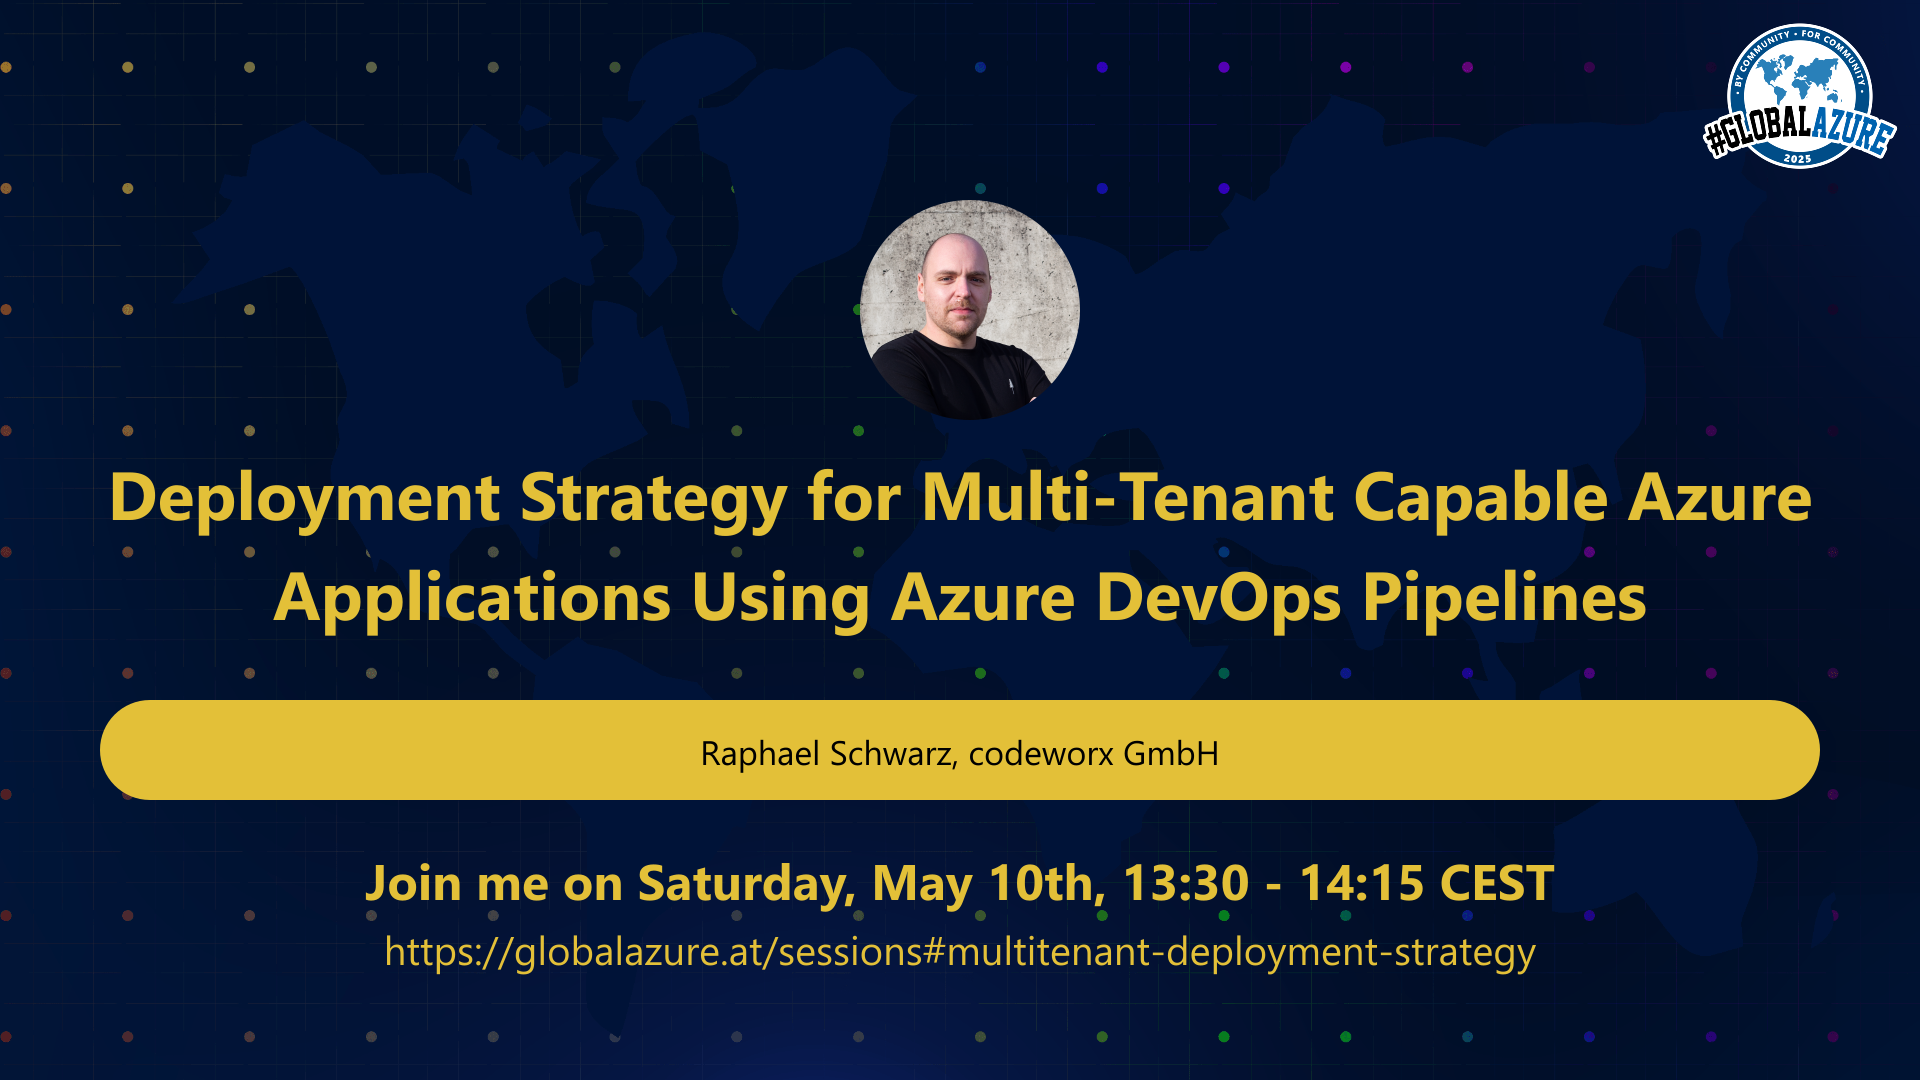 • BY COMMUNITY • FOR COMMUNITY •
#GLOBALAZURE
2025
Deployment Strategy for Multi-Tenant Capable Azure
Applications Using Azure DevOps Pipelines
Raphael Schwarz, codeworx GmbH
Join me on Saturday, May 10th, 13:30 - 14:15 CEST
https://globalazure.at/sessions#multitenant-deployment-strategy